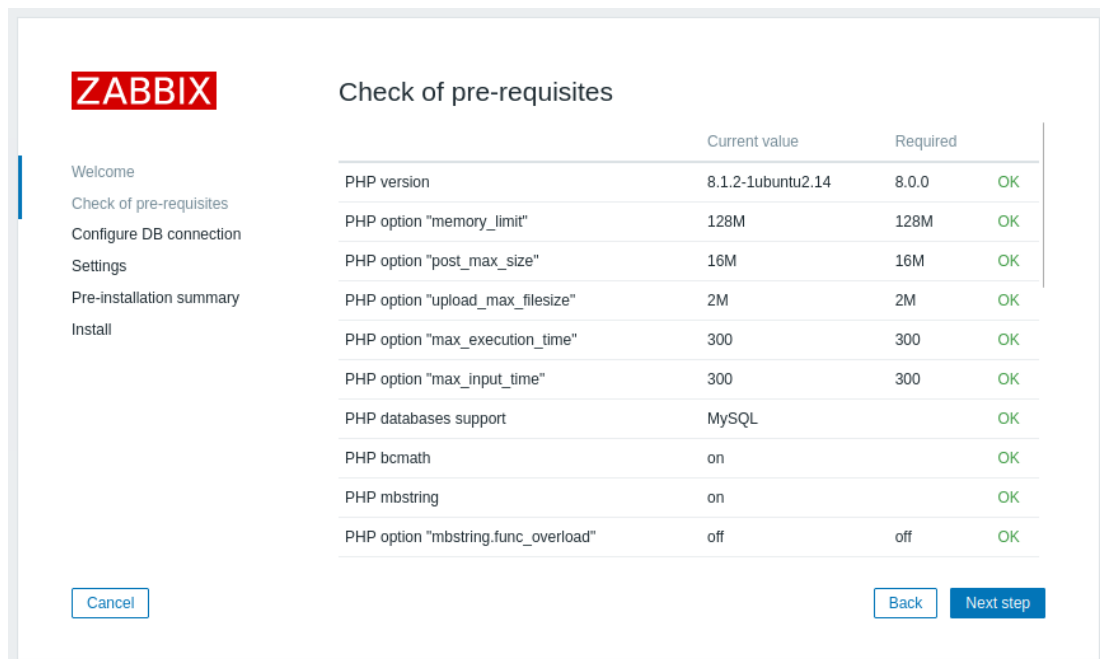 ZABBIX
Check of pre-requisites
Current value Required
Welcome
Check of pre-requisites
Configure DB connection
Settings
Pre-installation summary
Install
PHP version 8.1.2-1ubuntu2.14 8.0.0 OK
PHP option "memory_limit" 128M 128M OK
PHP option "post_max_size" 16M 16M OK
PHP option "upload_max_filesize" 2M 2M OK
PHP option "max_execution_time" 300 300 OK
PHP option "max_input_time" 300 300 OK
PHP databases support MySQL OK
PHP bcmath on OK
PHP mbstring on OK
PHP option "mbstring.func_overload" off off OK
Cancel Back Next step